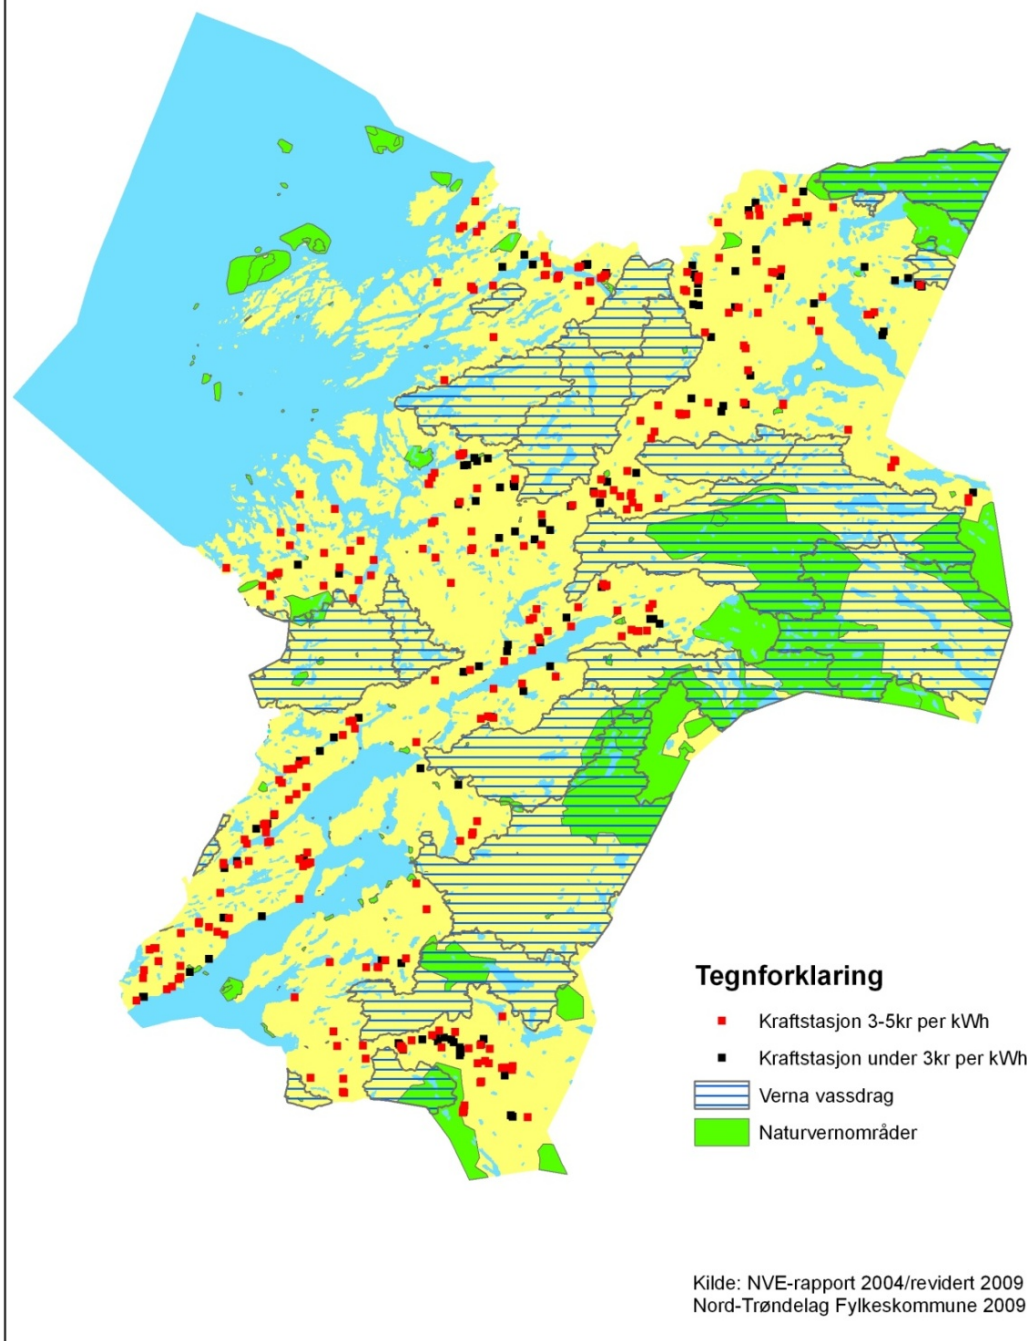 Tegnforklaring
Kraftstasjon 3-5kr per kWh
Kraftstasjon under 3kr per kWh
Verna vassdrag
Naturvernområder
Kilde: NVE-rapport 2004/revidert 2009
Nord-Trøndelag Fylkeskommune 2009